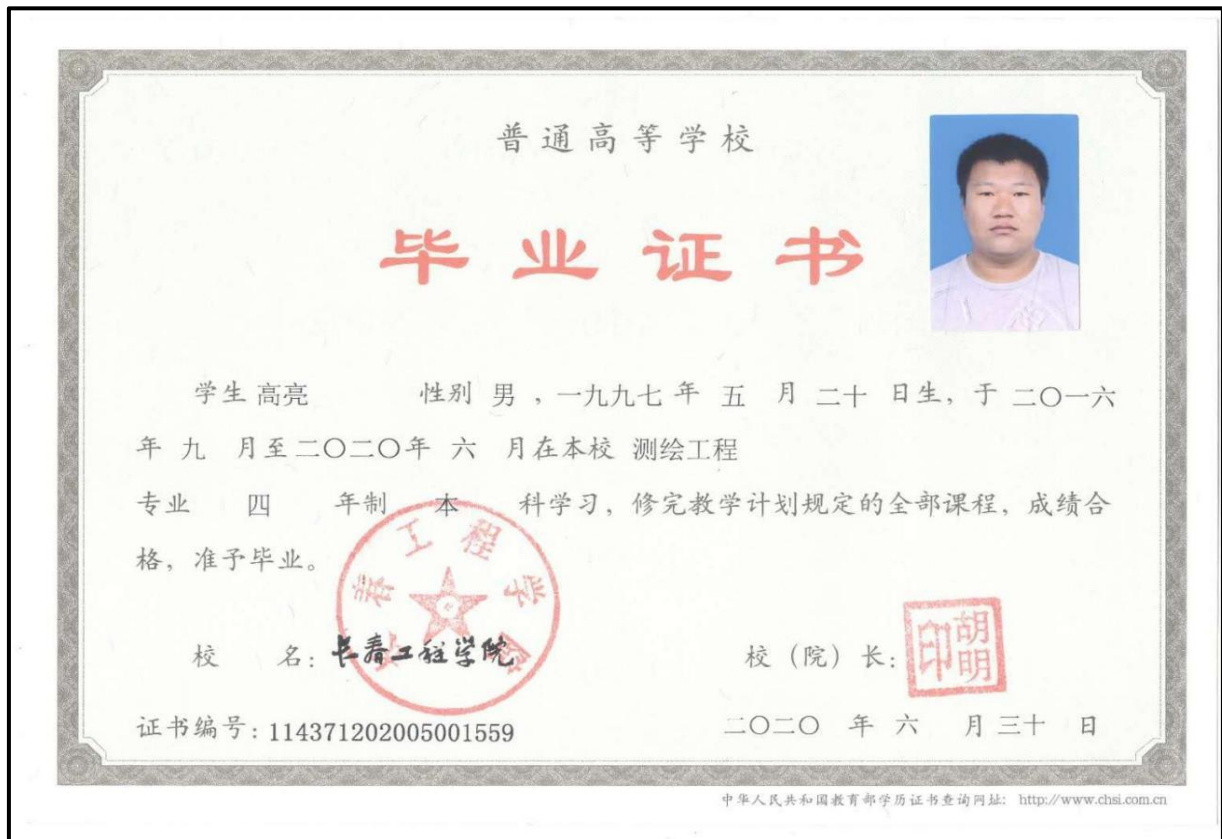 普通高等学校
毕业证书
学生 高亮 性别 男 ，一九九七 年 五 月 二十 日生，于 二〇一六
年 九 月至二〇二〇年 六 月在本校 测绘工程
专业 四 年制 本 科学习，修完教学计划规定的全部课程，成绩合
格，准予毕业。
长春工程学院
校 名：长春工程学院
校（院）长：
胡明印
证书编号：114371202005001559
二〇二〇 年 六 月 三十 日
中华人民共和国教育部学历证书查询网址： http://www.chsi.com.cn